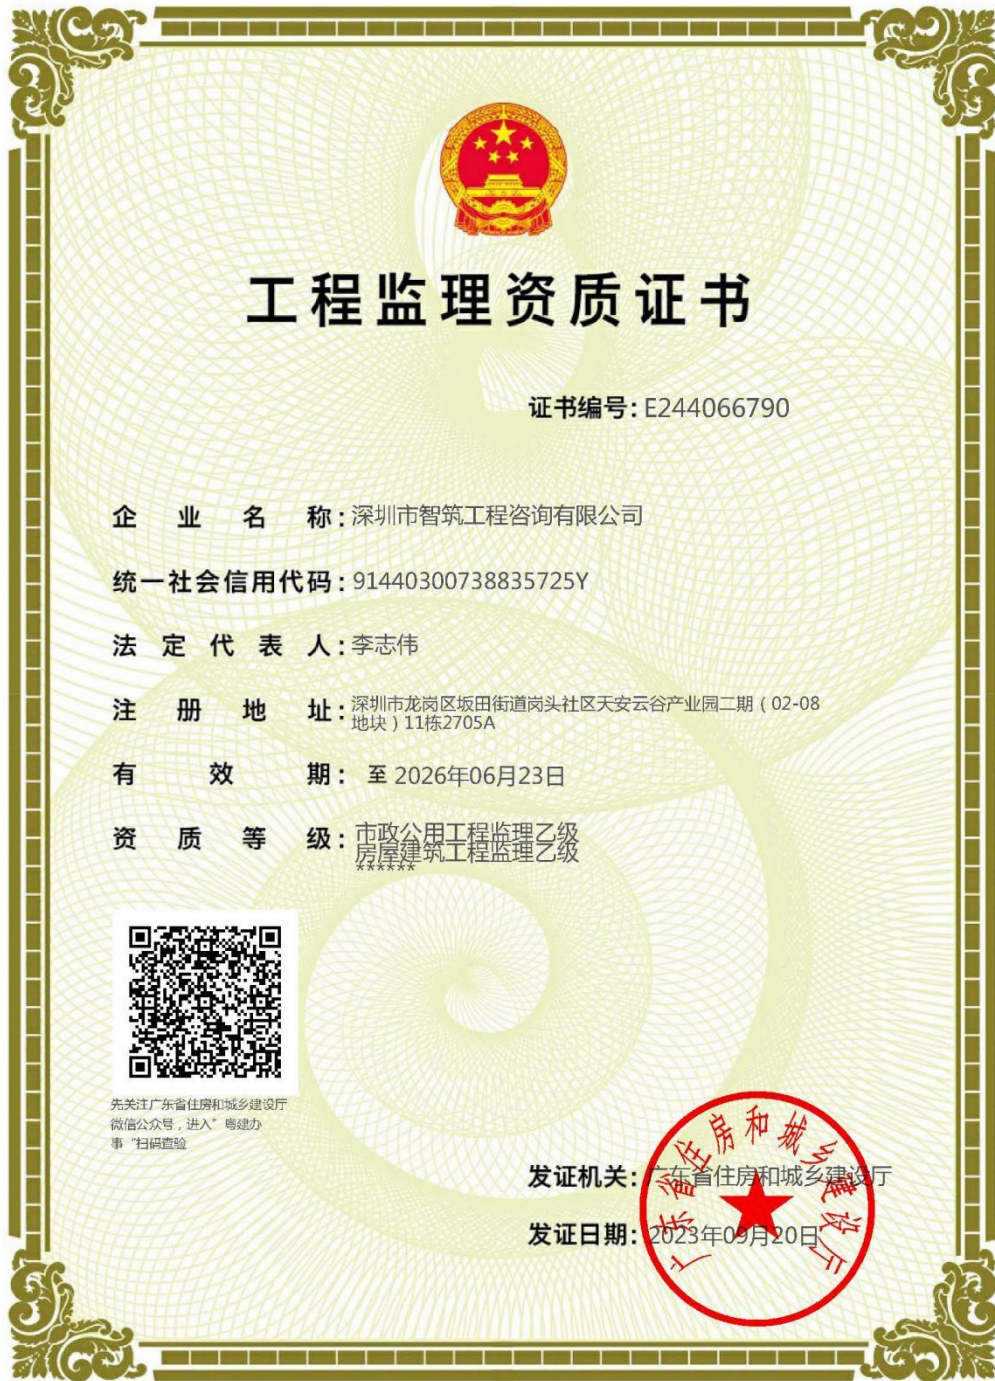 工程监理资质证书
证书编号:E244066790
企业名称:深圳市智筑工程咨询有限公司
统一社会信用代码:91440300738835725Y
法定代表人:李志伟
注册地址:深圳市龙岗区坂田街道岗头社区天安云谷产业园二期（02-08
地块）11栋2705A
有效期: 至 2026年06月23日
资质等级:市政公用工程监理乙级
房屋建筑工程监理乙级
******
先关注广东省住房和城乡建设厅
微信公众号，进入”粤建办
事“扫码查验
发证机关:广东省住房和城乡建设厅
发证日期:2023年09月20日
广东省住房和城乡建设厅